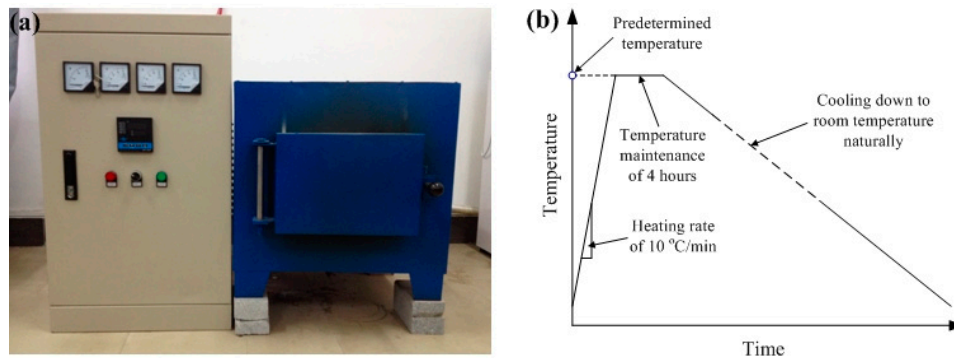 (a)
(b)
Predetermined
temperature
Cooling down to
room temperature
naturally
Temperature
maintenance
of 4 hours
Heating rate
of 10 °C/min
Temperature
Time